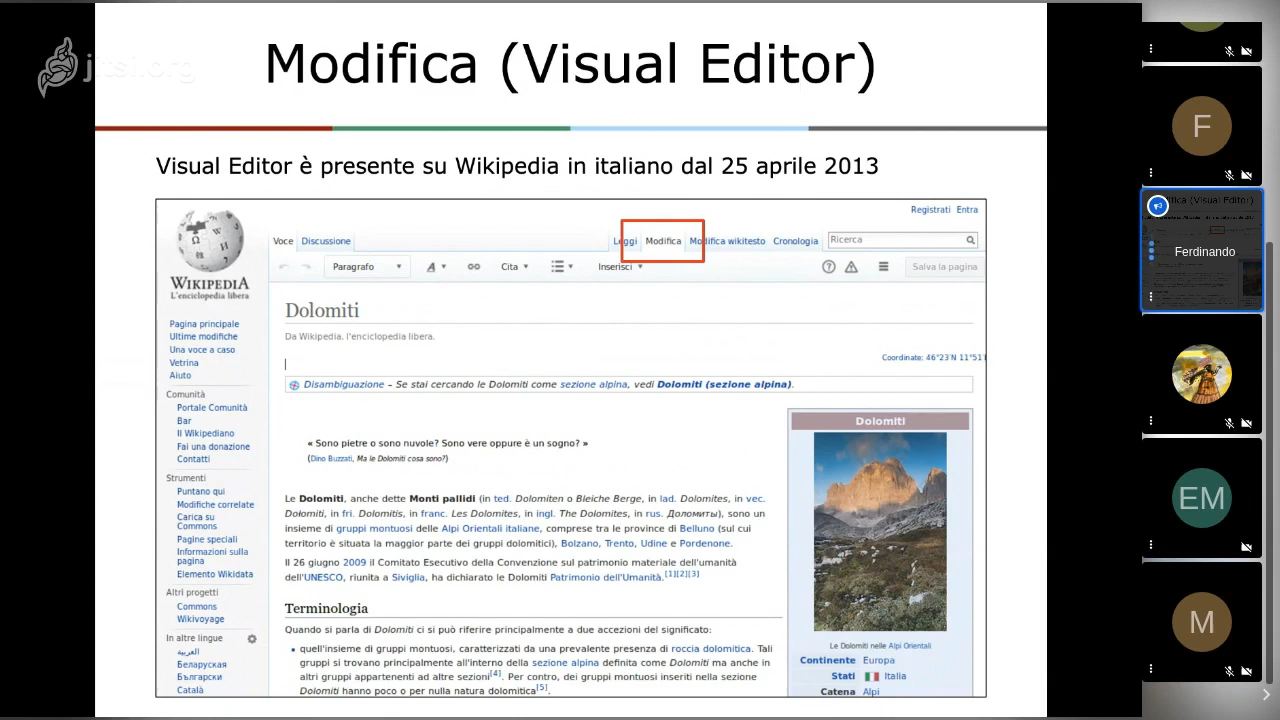 jitsi.org
Modifica (Visual Editor)
Visual Editor è presente su Wikipedia in italiano dal 25 aprile 2013
WIKIPEDIA
L'enciclopedia libera
Registrati Entra
Voce Discussione Leggi Modifica Modifica wikitesto Cronologia Ricerca
Paragrafo A Cita Inserisci Salva la pagina
Pagina principale
Ultime modifiche
Una voce a caso
Vetrina
Aiuto
Comunità
Portale Comunità
Bar
Il Wikipediano
Fai una donazione
Contatti
Strumenti
Puntano qui
Modifiche correlate
Carica su
Commons
Pagine speciali
Informazioni sulla
pagina
Elemento Wikidata
Altri progetti
Commons
Wikivoyage
In altre lingue
العربية
Беларуская
Български
Català
Dolomiti
Da Wikipedia, l'enciclopedia libera.
Coordinate: 46°23′N 11°51′
Disambiguazione – Se stai cercando le Dolomiti come sezione alpina, vedi Dolomiti (sezione alpina).
« Sono pietre o sono nuvole? Sono vere oppure è un sogno? »
(Dino Buzzati, Ma le Dolomiti cosa sono?)
Le Dolomiti, anche dette Monti pallidi (in ted. Dolomiten o Bleiche Berge, in lad. Dolomites, in vec.
Dołomiti, in fri. Dolomitis, in franc. Les Dolomites, in ingl. The Dolomites, in rus. Доломиты), sono un
insieme di gruppi montuosi delle Alpi Orientali italiane, comprese tra le province di Belluno (sul cui
territorio è situata la maggior parte dei gruppi dolomitici), Bolzano, Trento, Udine e Pordenone.
Il 26 giugno 2009 il Comitato Esecutivo della Convenzione sul patrimonio materiale dell'umanità
dell'UNESCO, riunita a Siviglia, ha dichiarato le Dolomiti Patrimonio dell'Umanità.[1][2][3]
Terminologia
Quando si parla di Dolomiti ci si può riferire principalmente a due accezioni del significato:
• quell'insieme di gruppi montuosi, caratterizzati da una prevalente presenza di roccia dolomitica. Tali
gruppi si trovano principalmente all'interno della sezione alpina definita come Dolomiti ma anche in
altri gruppi appartenenti ad altre sezioni[4]. Per contro, dei gruppi montuosi inseriti nella sezione
Dolomiti hanno poco o per nulla natura dolomitica[5].
Dolomiti
Le Dolomiti nelle Alpi Orientali
Continente Europa
Stati Italia
Catena Alpi
F
Ferdinando
EM
M